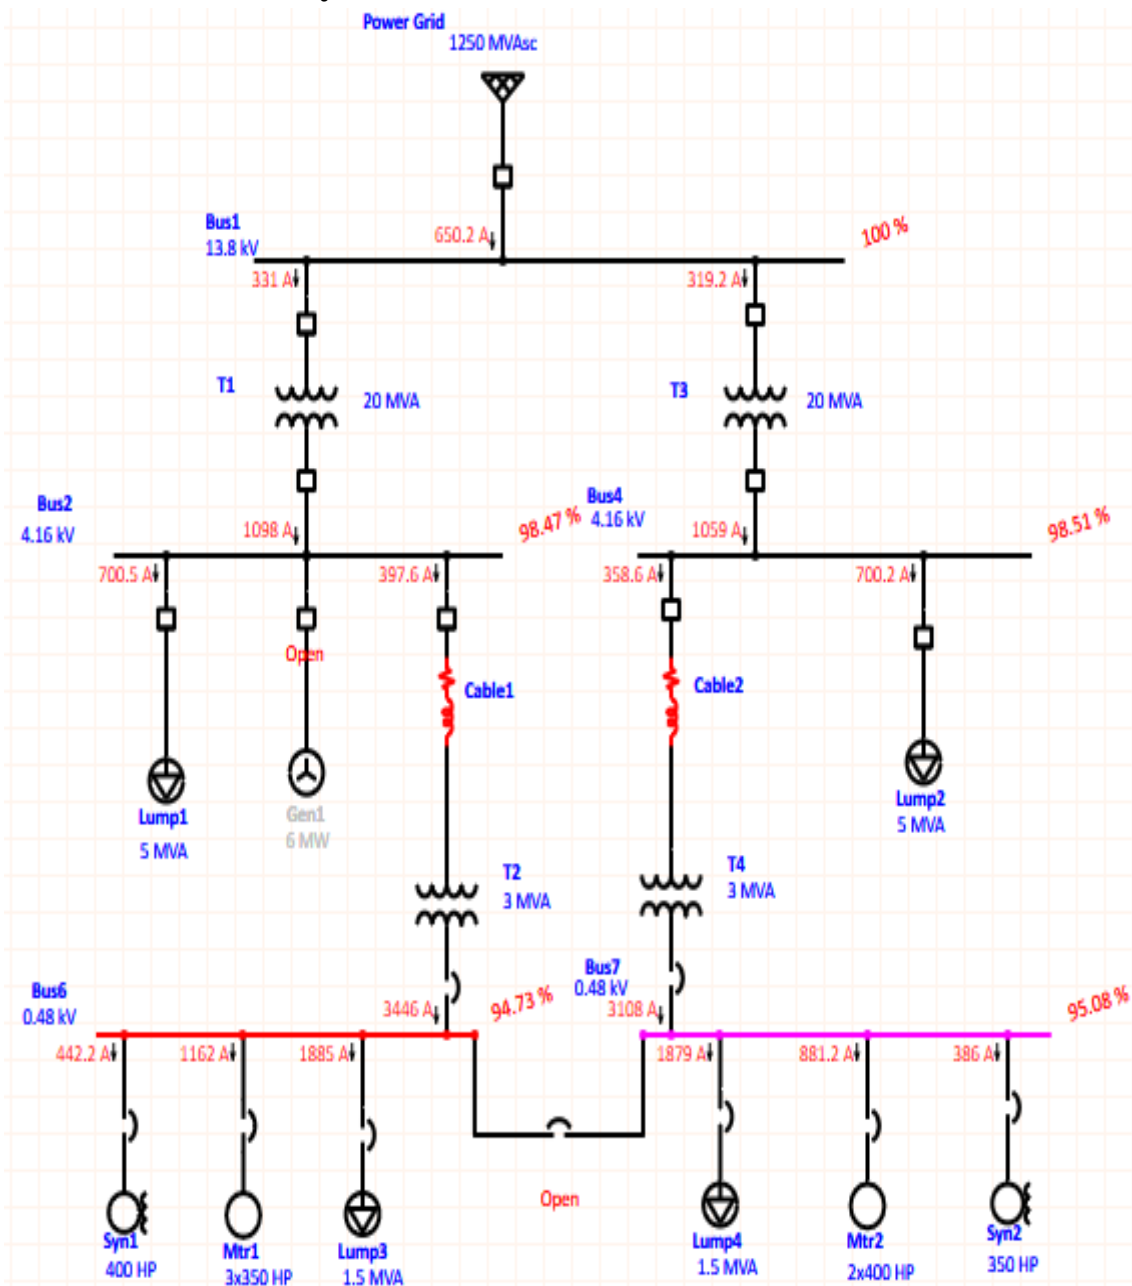 Power Grid
1250 MVAsc
Bus1
13.8 kV
650.2 A
100 %
331 A
319.2 A
T1
20 MVA
T3
20 MVA
Bus2
4.16 kV
1098 A
98.47 %
Bus4
4.16 kV
1059 A
98.51 %
700.5 A
397.6 A
358.6 A
700.2 A
Open
Cable1
Cable2
Lump1
5 MVA
Gen1
6 MW
Lump2
5 MVA
T2
3 MVA
T4
3 MVA
Bus6
0.48 kV
3446 A
94.73 %
Bus7
0.48 kV
3108 A
95.08 %
442.2 A
1162 A
1885 A
1879 A
881.2 A
386 A
Open
Syn1
400 HP
Mtr1
3x350 HP
Lump3
1.5 MVA
Lump4
1.5 MVA
Mtr2
2x400 HP
Syn2
350 HP